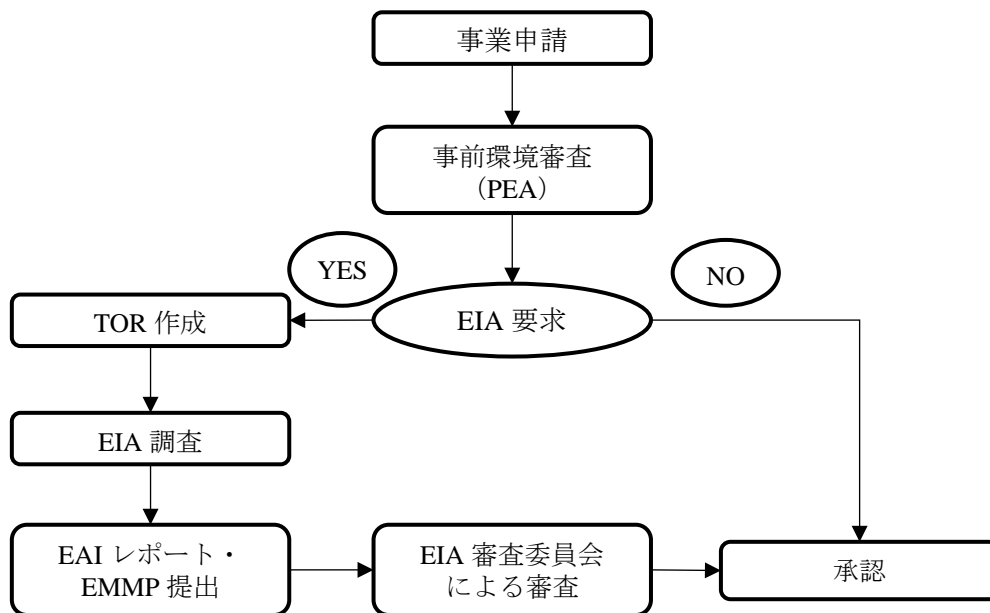 事業申請
事前環境審査
（PEA）
YES
NO
EIA 要求
TOR 作成
EIA 調査
EAI レポート・
EMMP 提出
EIA 審査委員会
による審査
承認